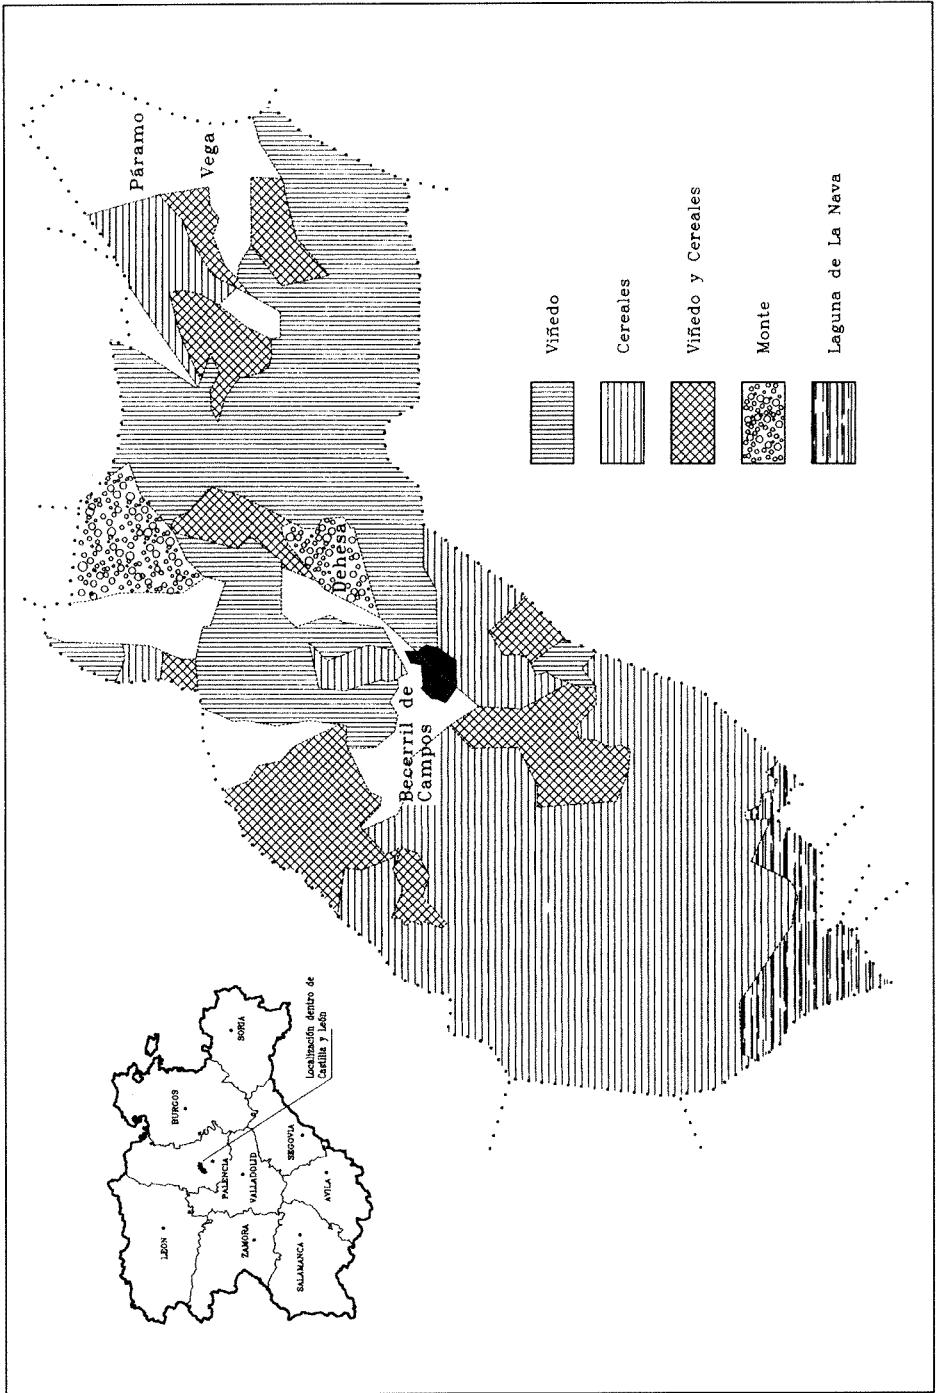 LEON
BURGOS
PALENCIA
ZAMORA
VALLADOLID
SORIA
SALAMANCA
AVILA
SEGOVIA
Localización dentro de
Castilla y León
Páramo
Vega
Dehesa
Becerril de
Campos
Viñedo
Cereales
Viñedo y Cereales
Monte
Laguna de La Nava